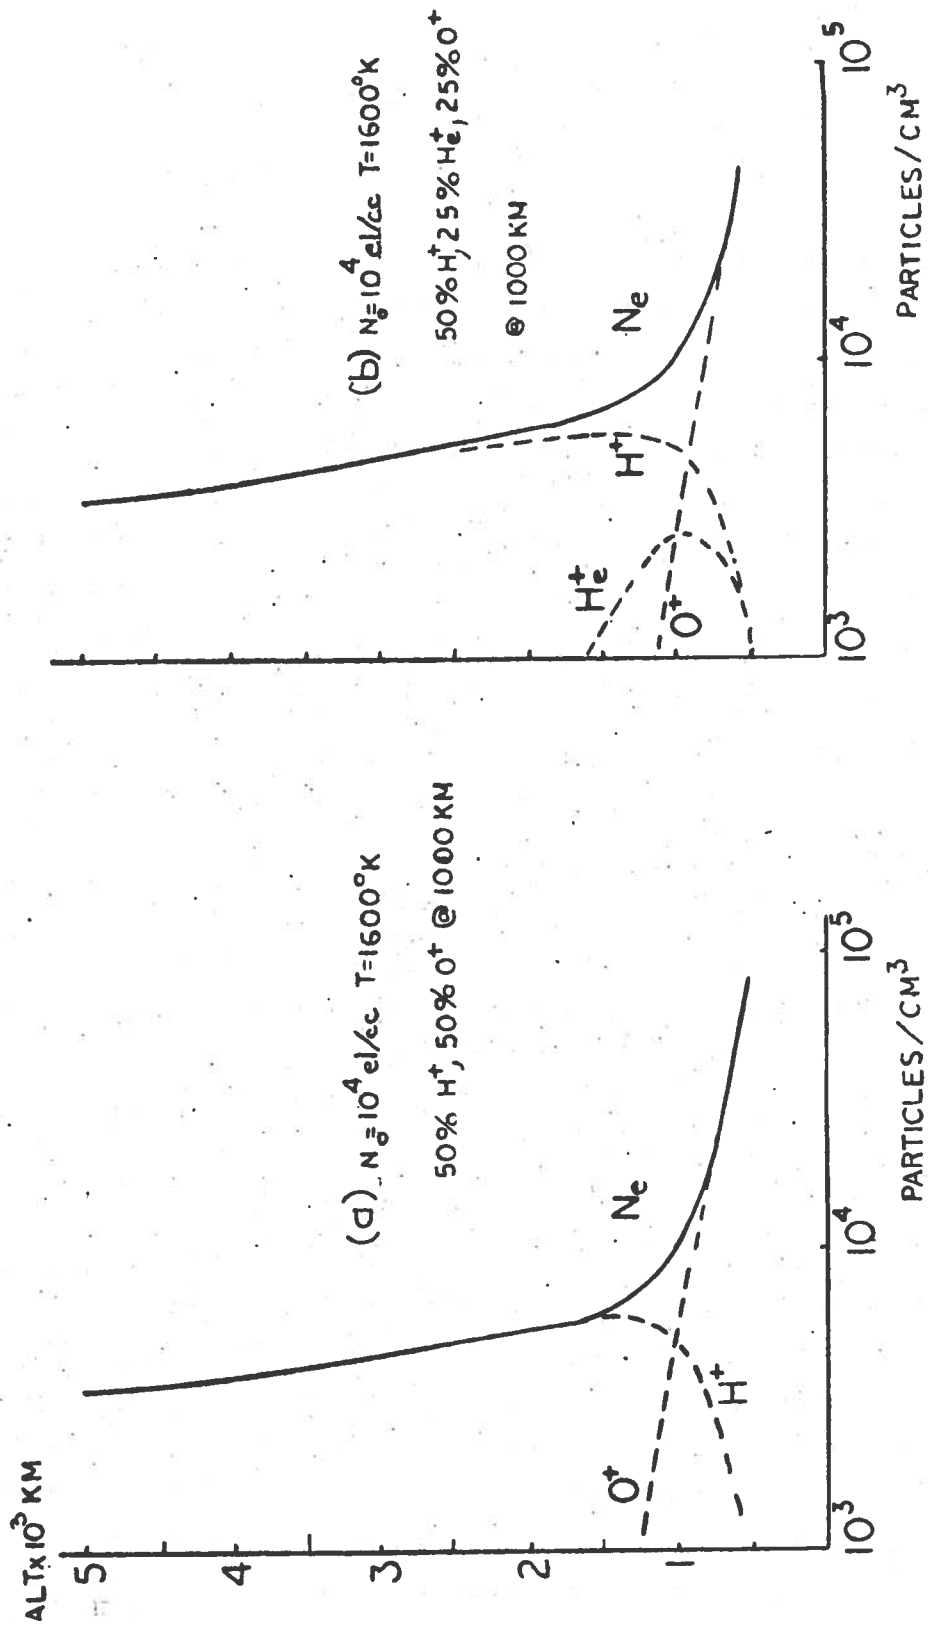 ALT×10³ KM
5
4
3
2
1
10³
10⁴
10⁵
PARTICLES/CM³
(a) N₀=10⁴ el/cc T=1600°K
50% H⁺, 50% O⁺ @ 1000 KM
Nₑ
O⁺
H⁺
(b) N₀=10⁴ el/cc T=1600°K
50% H⁺, 25% Hₑ⁺, 25% O⁺
@ 1000 KM
Nₑ
H⁺
Hₑ⁺
O⁺
10³
10⁴
10⁵
PARTICLES/CM³